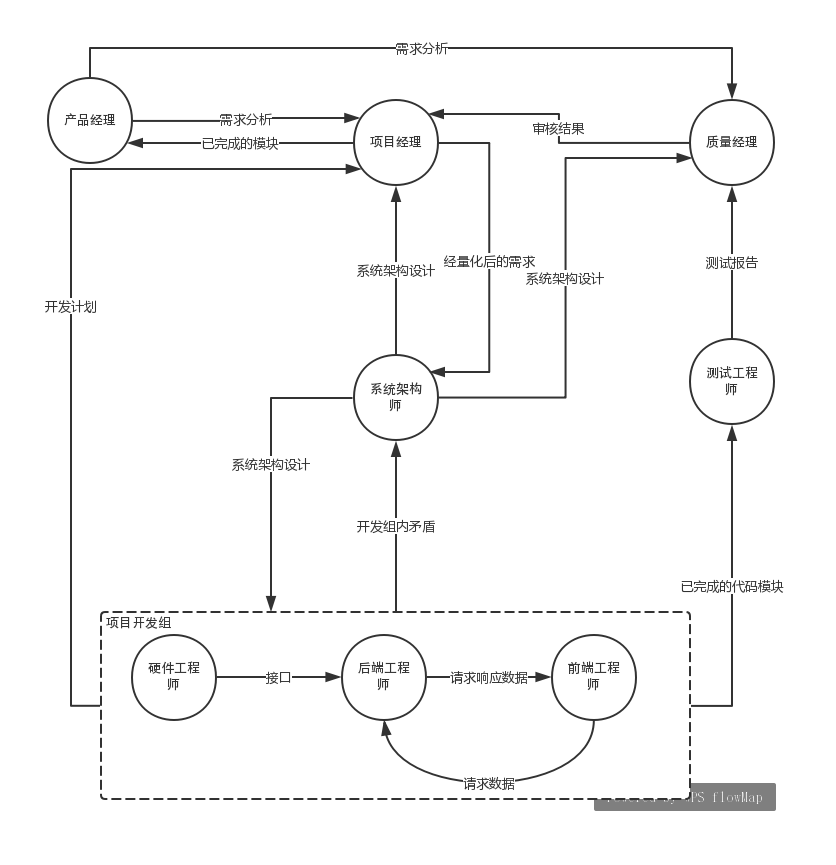 需求分析
产品经理
需求分析
项目经理
审核结果
质量经理
已完成的模块
系统架构设计
经量化后的需求
测试报告
系统架构设计
开发计划
系统架构
师
测试工程
师
系统架构设计
开发组内矛盾
已完成的代码模块
项目开发组
硬件工程
师
接口
后端工程
师
请求响应数据
前端工程
师
请求数据
flowMap